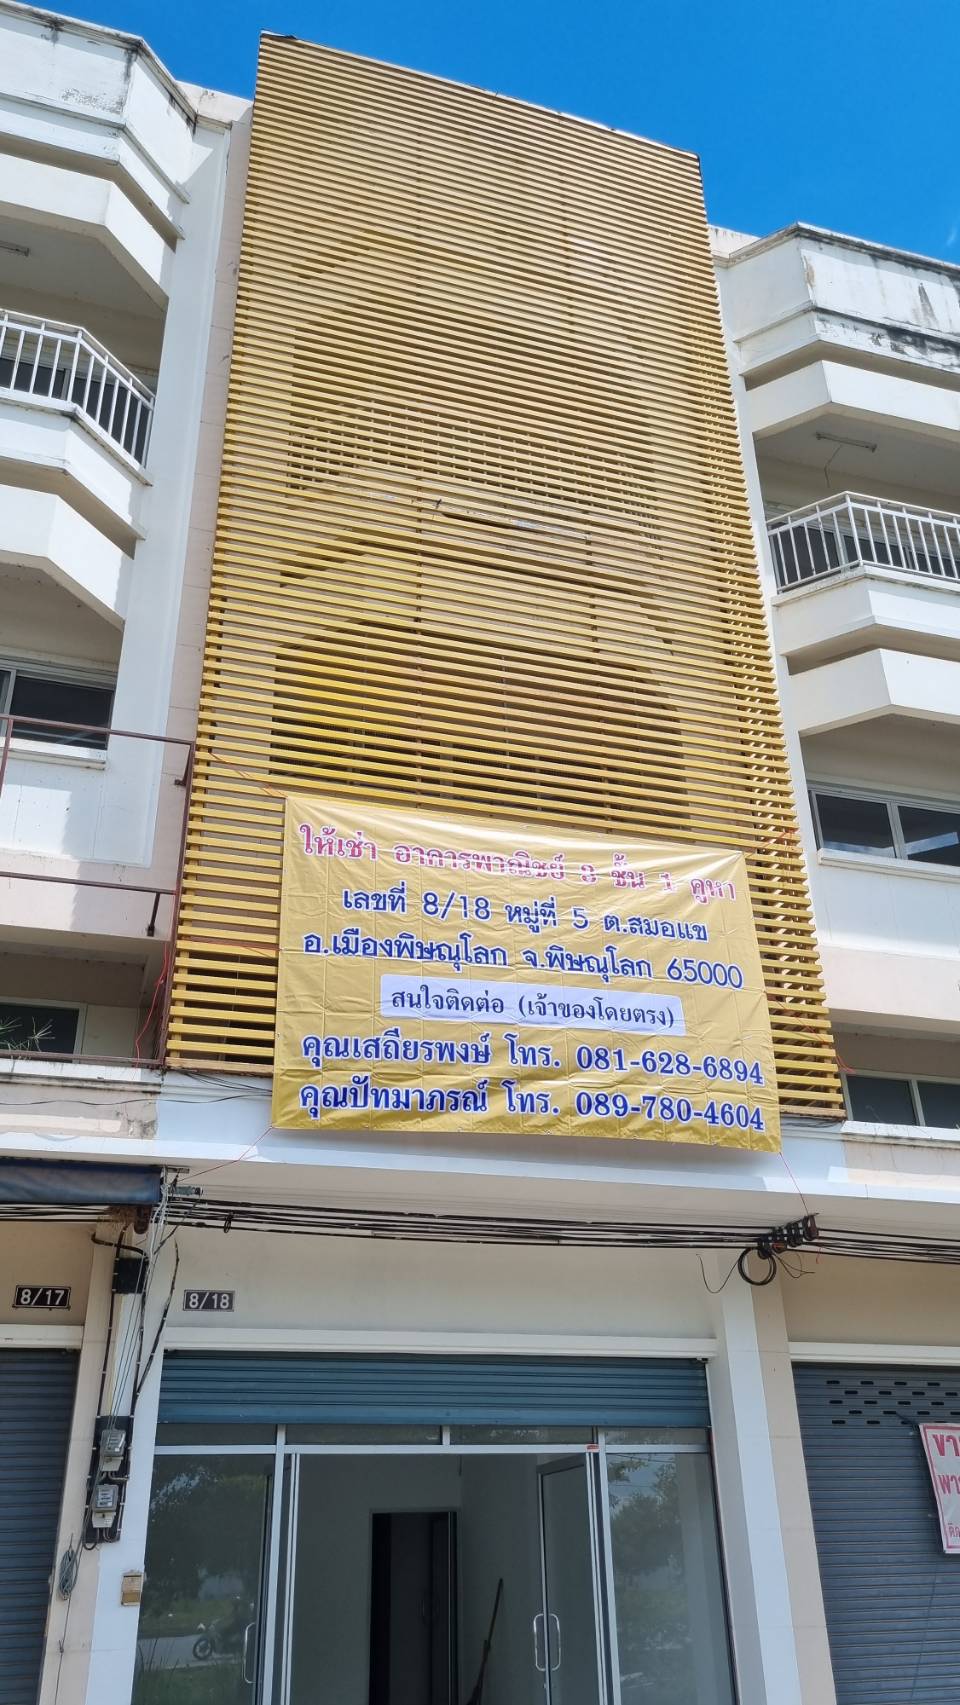 ให้เช่า อาคารพาณิชย์ 3 ชั้น 1 คูหา
เลขที่ 8/18 หมู่ที่ 5 ต.สมอแข
อ.เมืองพิษณุโลก จ.พิษณุโลก 65000
สนใจติดต่อ (เจ้าของโดยตรง)
คุณเสถียรพงษ์ โทร. 081-628-6894
คุณปัทมาภรณ์ โทร. 089-780-4604
8/17
8/18